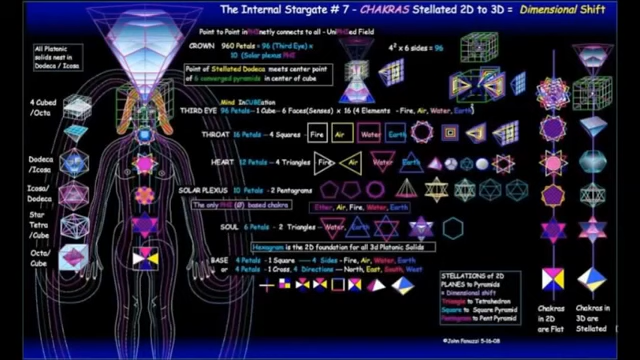 The Internal Stargate # 7 - CHAKRAS Stellated 2D to 3D = Dimensional Shift
All Platonic
solids nest in
Dodeca / Icosa
Point to Point inPHInetly connects to all - UniPHIed Field
CROWN 960 Petals = 96 (Third Eye) x
10 (Solar plexus PHI)
4² x 6 sides = 96
Point of Stellated Dodeca meets center point
of 6 converged pyramids in center of cube
Mind InCUBEation
THIRD EYE 96 Petals - 1 Cube - 6 Faces(Senses) X 16 (4 Elements - Fire, Air, Water, Earth)
4 Cubed
/Octa
THROAT 16 Petals - 4 Squares - Fire Air Water Earth
Dodeca
/Icosa
HEART 12 Petals - 4 Triangles Fire Air Water Earth
Icosa/
Dodeca
SOLAR PLEXUS 10 Petals - 2 Pentagrams
The only PHI (Ø) based chakra
Ether, Air, Fire, Water, Earth
Star
Tetra
/Cube
SOUL 6 Petals - 2 Triangles - Water, Earth
Hexagram is the 2D foundation for all 3d Platonic Solids
Octa/
Cube
BASE 4 Petals - 1 Square — 4 Sides - Fire, Air, Water, Earth
or 4 Petals - 1 Cross, 4 Directions - North, East, South, West
STELLATIONS OF 2D
PLANES to Pyramids
= Dimensional shift
Triangle to Tetrahedron
Square to Square Pyramid
Pentagram to Pent Pyramid
Chakras
in 2D
are Flat
Chakras
in 3D are
Stellated